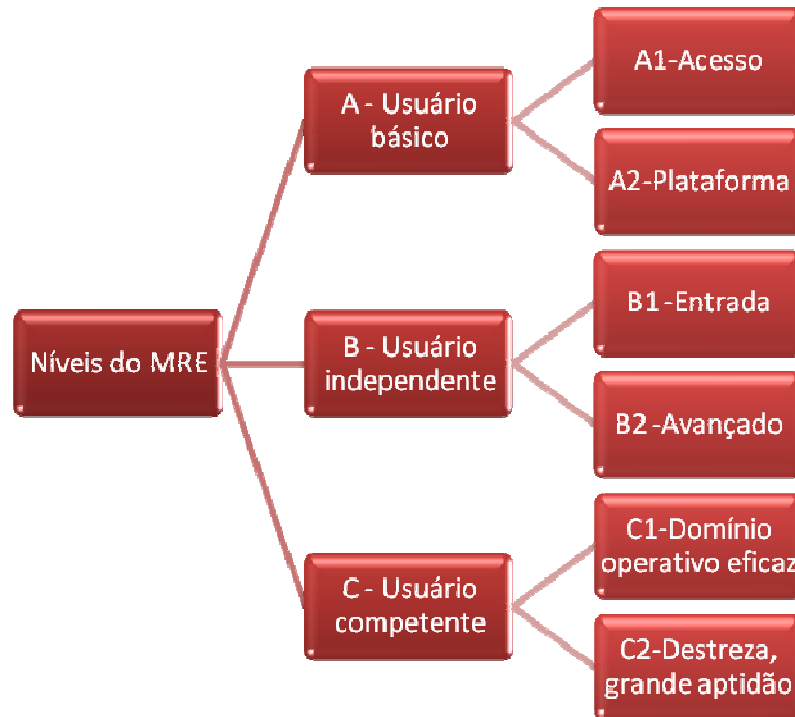 Níveis do MRE
A - Usuário
básico
A1-Acesso
A2-Plataforma
B - Usuário
independente
B1-Entrada
B2-Avançado
C - Usuário
competente
C1-Domínio
operativo eficaz
C2-Destreza,
grande aptidão